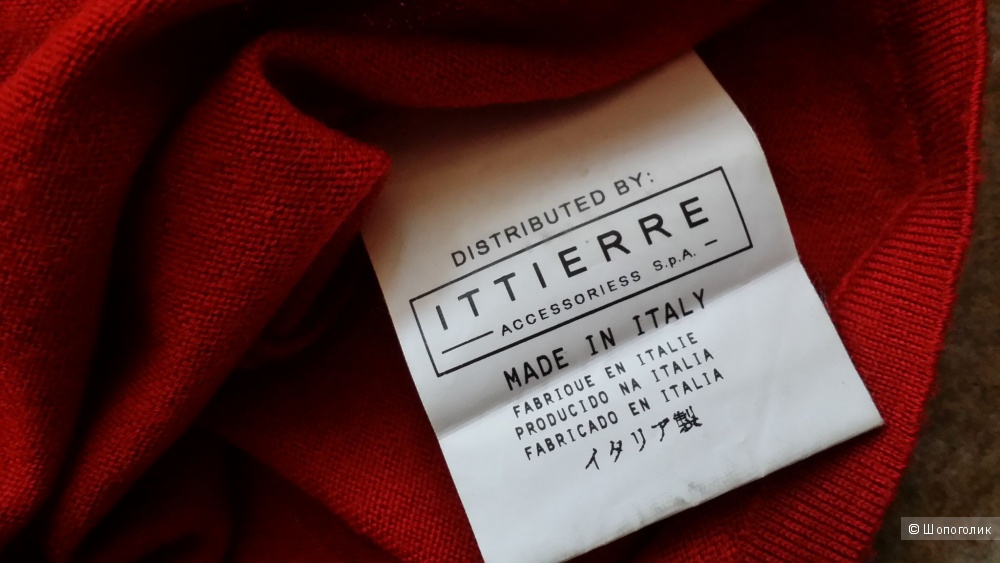 DISTRIBUTED BY:
ITTIERRE
ACCESSORIESS S.p.A.
MADE IN ITALY
FABRIQUE EN ITALIE
PRODUCIDO NA ITALIA
FABRICADO EN ITALIA
イタリア製
© Шопоголик